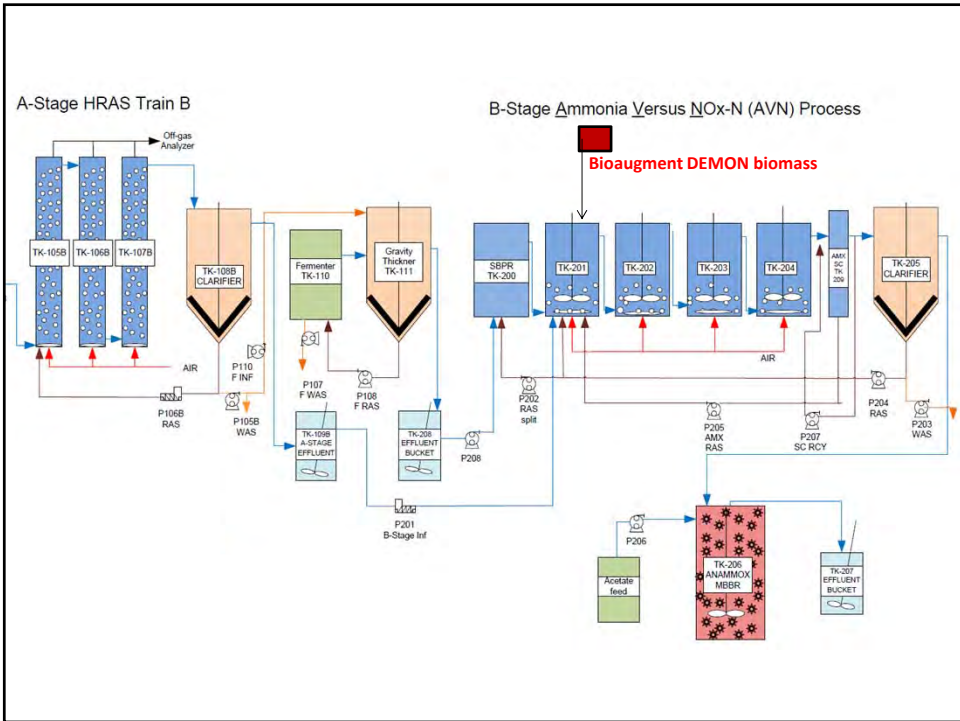 A-Stage HRAS Train B
B-Stage Ammonia Versus NOx-N (AVN) Process
Bioaugment DEMON biomass
Off-gas
Analyzer
TK-105B
TK-106B
TK-107B
TK-108B
CLARIFIER
Fermenter
TK-110
Gravity
Thickner
TK-111
SBPR
TK-200
TK-201
TK-202
TK-203
TK-204
AMX
SC
TK
209
TK-205
CLARIFIER
AIR
P106B
RAS
P110
F INF
P105B
WAS
P107
F WAS
P108
F RAS
TK-109B
A-STAGE
EFFLUENT
TK-208
EFFLUENT
BUCKET
P208
P201
B-Stage Inf
P202
RAS
split
AIR
P205
AMX
RAS
P207
SC RCY
P204
RAS
P203
WAS
P206
Acetate
feed
TK-206
ANAMMOX
MBBR
TK-207
EFFLUENT
BUCKET